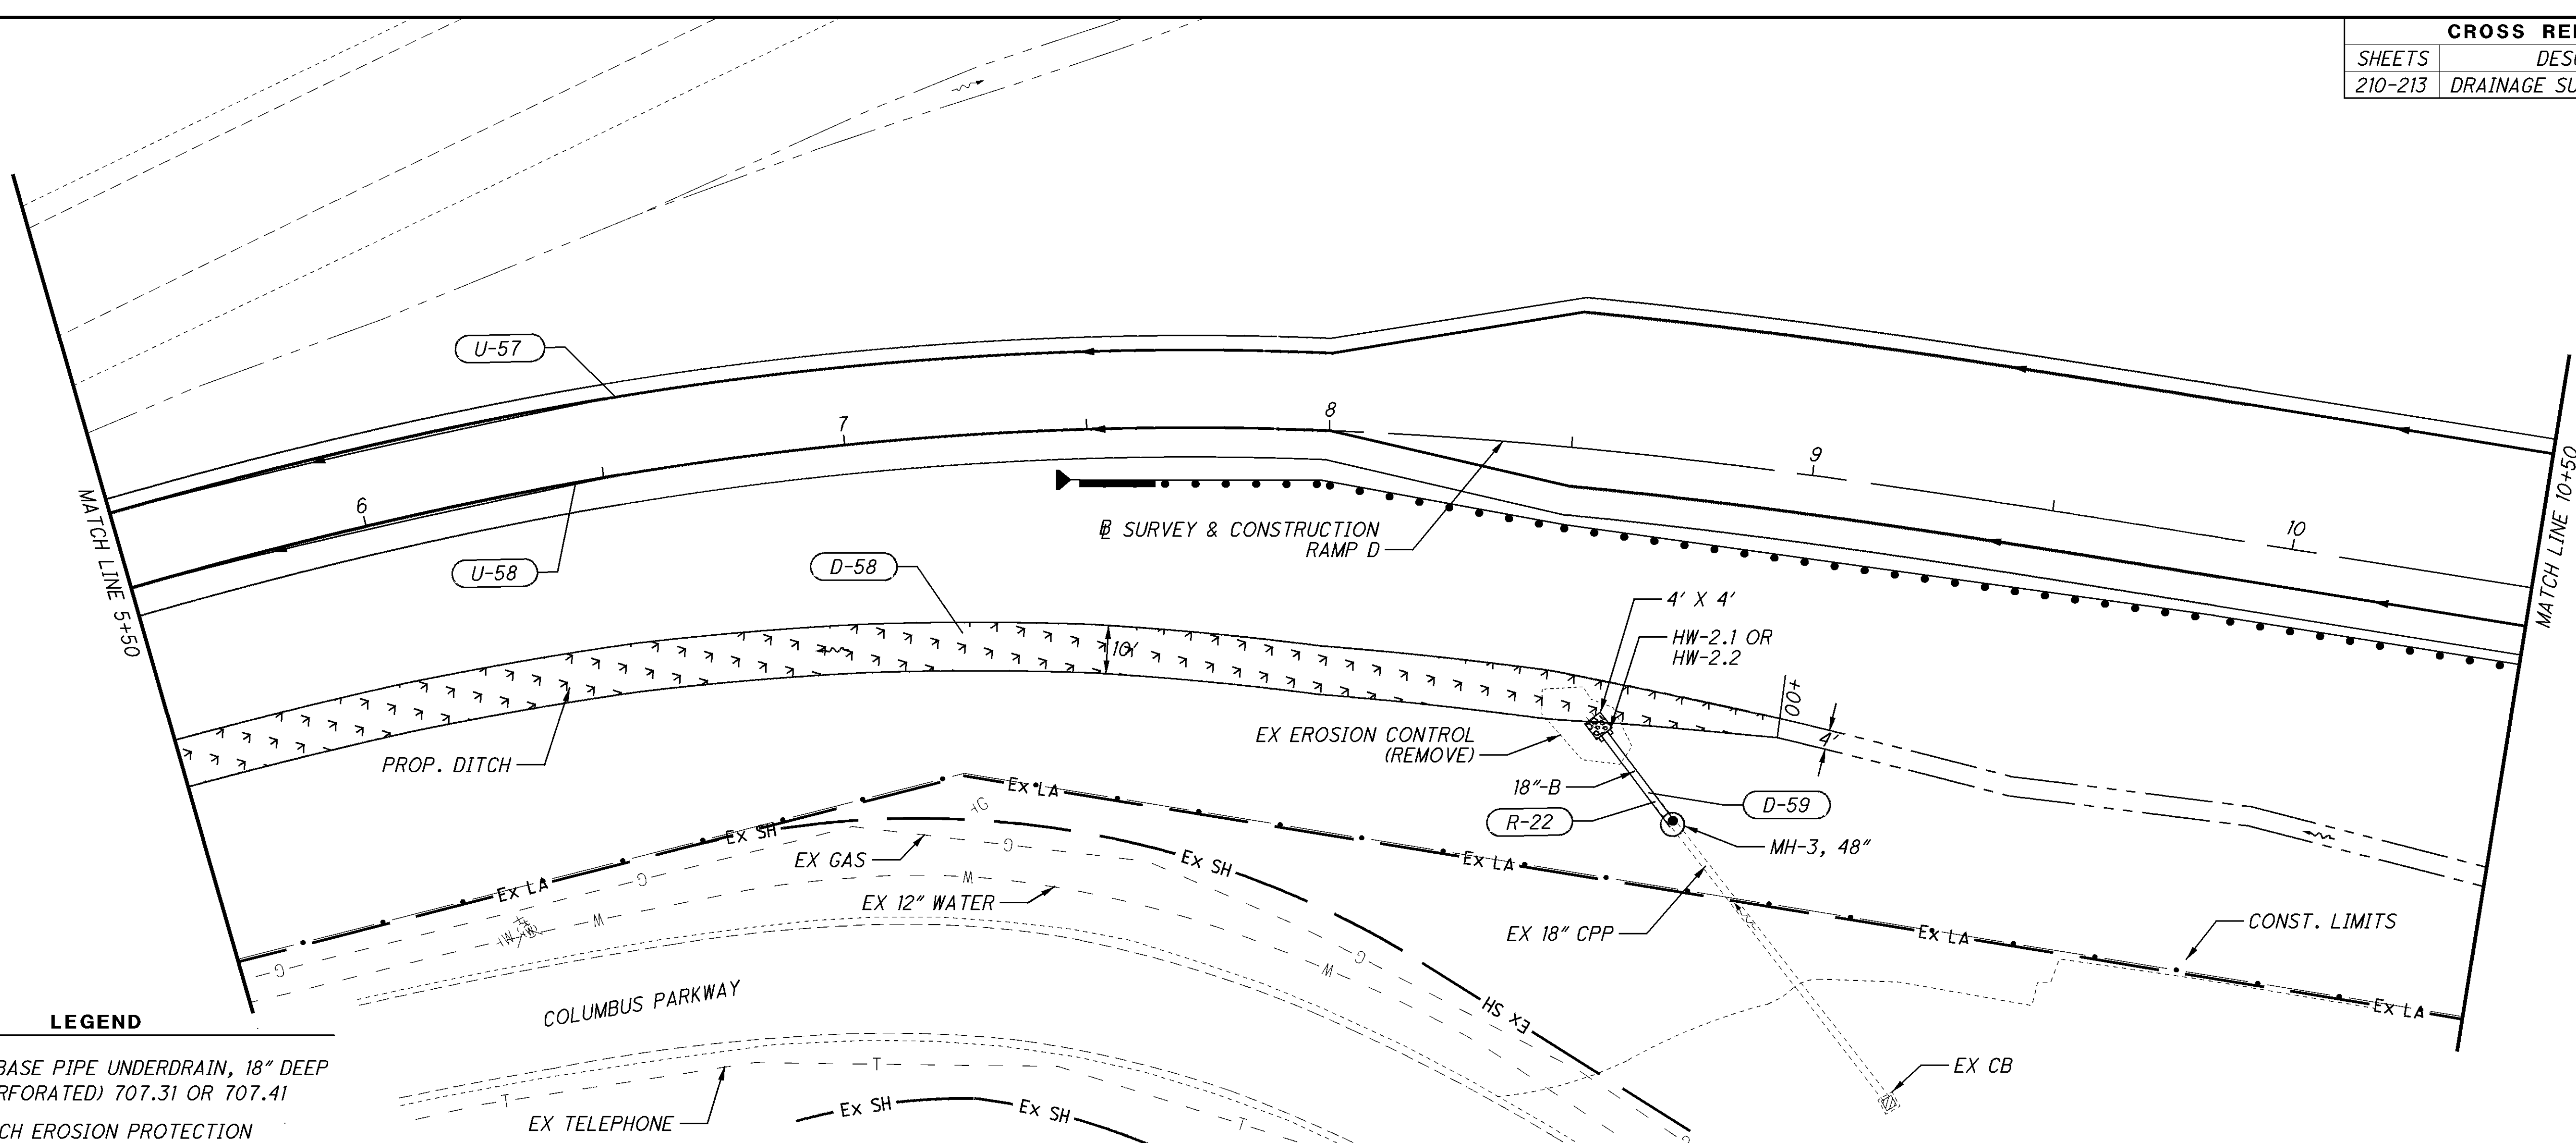 CROSS
SHEETS
210-213 DRAINAGE
U-57
7
8
9
6
10
MATCH LINE 5+50
MATCH LINE 10+50
℄ SURVEY & CONSTRUCTION
RAMP D
U-58
D-58
4' X 4'
HW-2.1 OR
HW-2.2
10'
+00
4'
EX EROSION CONTROL
(REMOVE)
PROP. DITCH
18"-B
D-59
R-22
MH-3, 48"
Ex LA
G
Ex SH
EX GAS
G
Ex SH
Ex LA
Ex LA
G
W
EX 12" WATER
W
EX 18" CPP
Ex LA
CONST. LIMITS
G
G
W
COLUMBUS PARKWAY
Ex SH
Ex LA
LEGEND
BASE PIPE UNDERDRAIN, 18" DEEP
707.31 OR 707.41
EROSION PROTECTION
T
T
EX TELEPHONE
Ex SH
Ex SH
T
EX CB